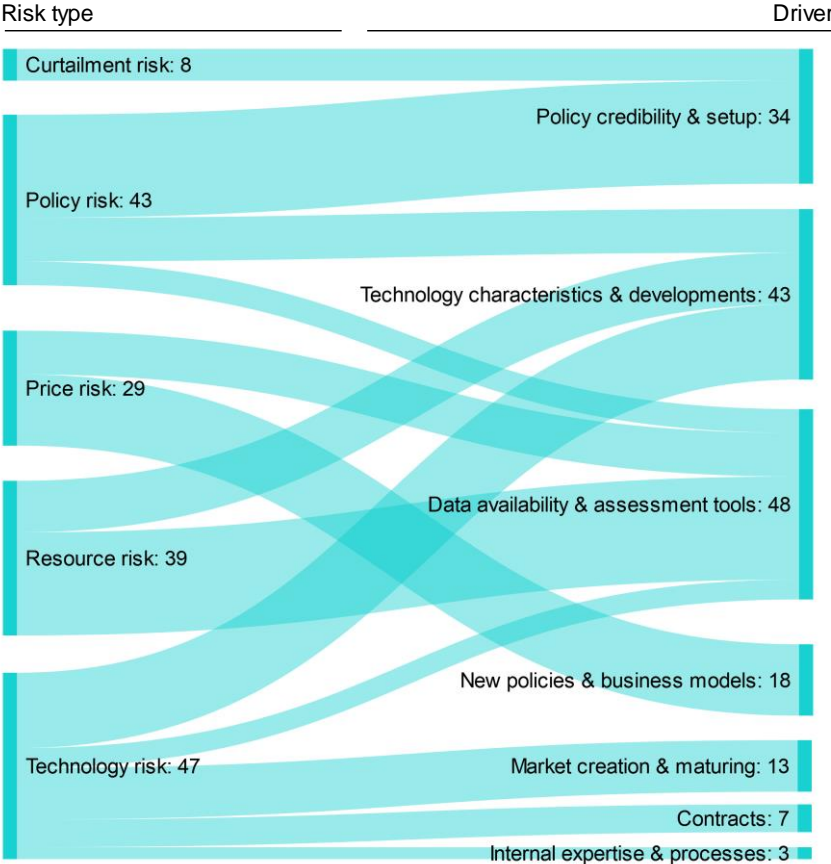 Risk type
Driver
Curtailment risk: 8
Policy credibility & setup: 34
Policy risk: 43
Technology characteristics & developments: 43
Price risk: 29
Data availability & assessment tools: 48
Resource risk: 39
New policies & business models: 18
Technology risk: 47
Market creation & maturing: 13
Contracts: 7
Internal expertise & processes: 3